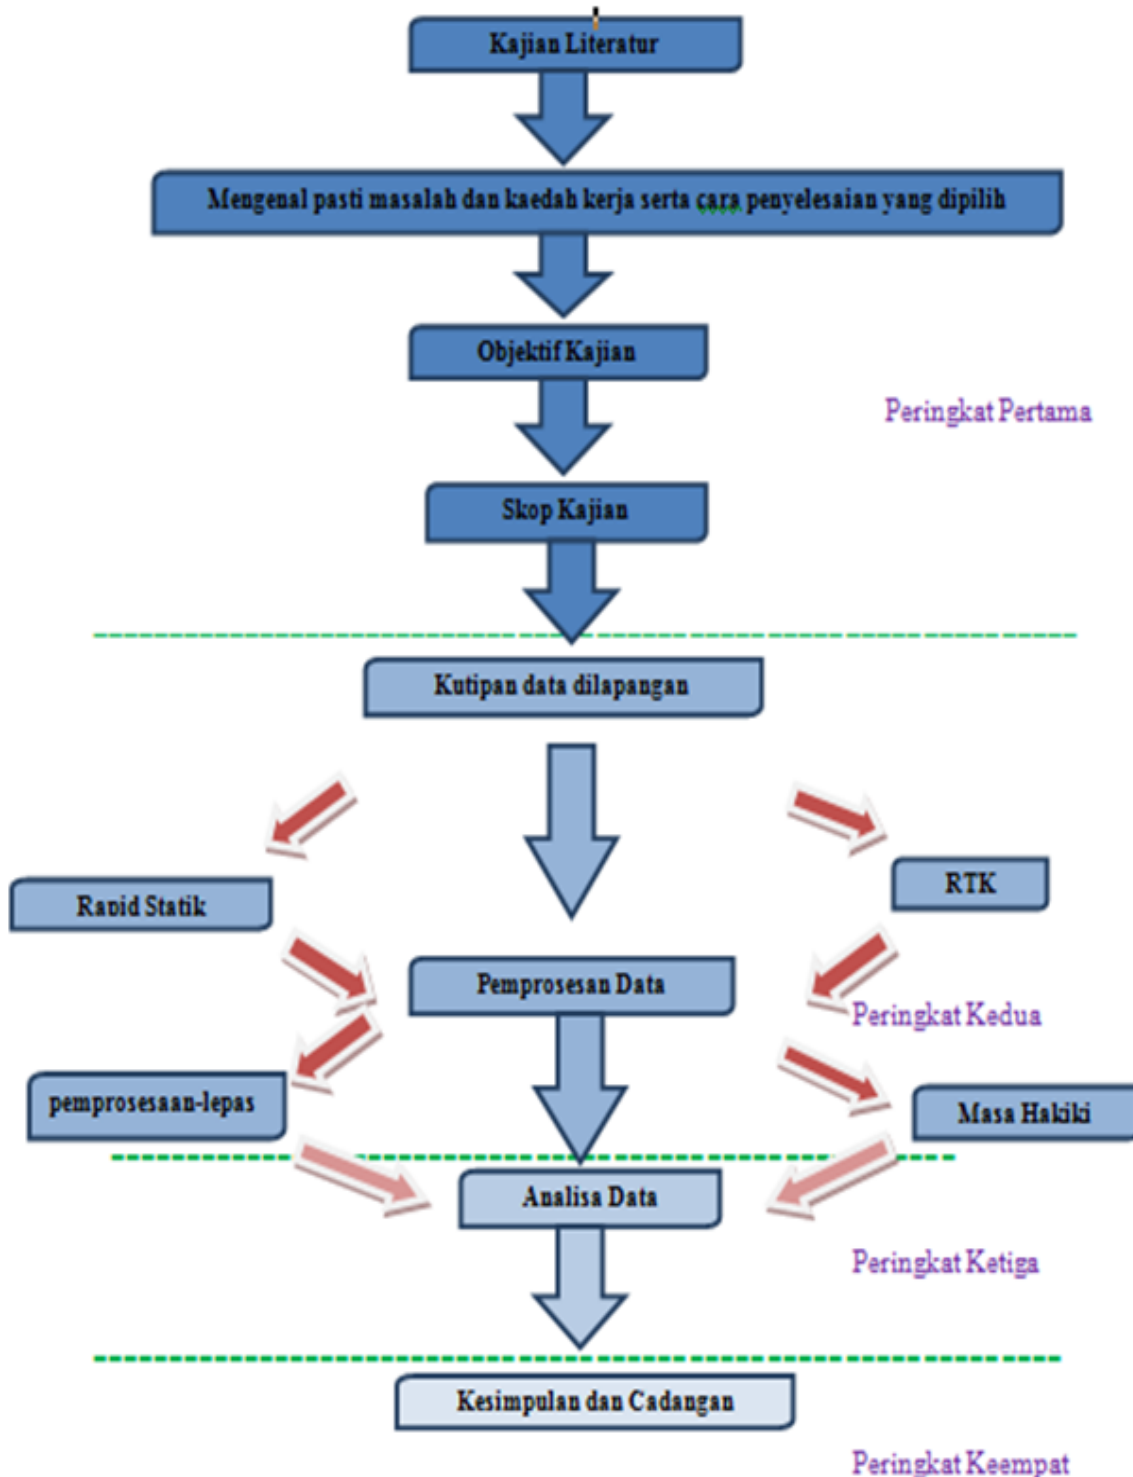 Kajian Literatur
Mengenal pasti masalah dan kaedah kerja serta cara penyelesaian yang dipilih
Objektif Kajian
Peringkat Pertama
Skop Kajian
Kutipan data dilapangan
RTK
Rapid Statik
Pemprosesan Data
Peringkat Kedua
pemprosesaan-lepas
Masa Hakiki
Analisa Data
Peringkat Ketiga
Kesimpulan dan Cadangan
Peringkat Keempat